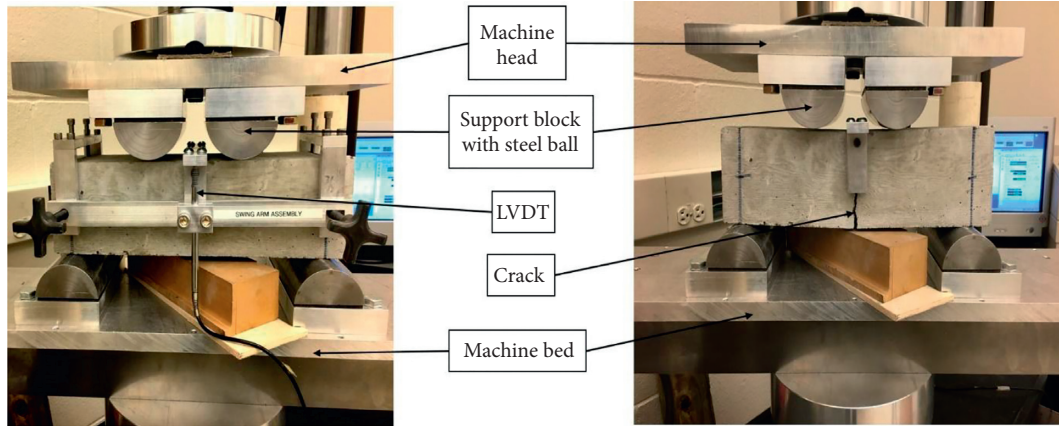 Machine
head
Support block
with steel ball
LVDT
SWING ARM ASSEMBLY
Crack
Machine bed